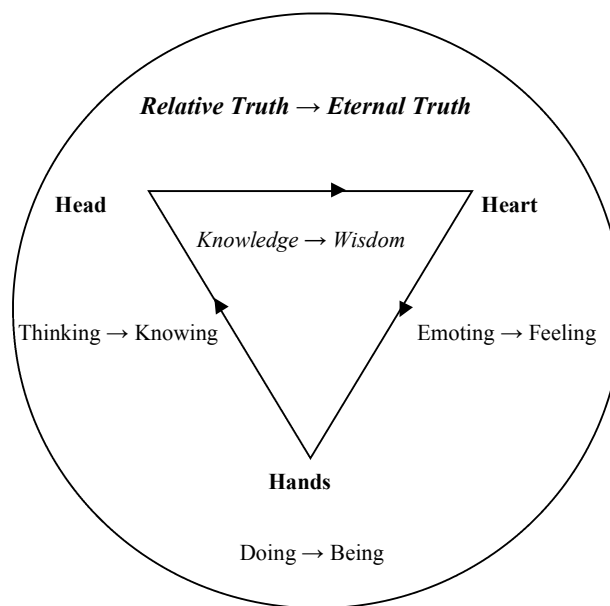 Relative Truth → Eternal Truth
Head
Heart
Knowledge → Wisdom
Thinking → Knowing
Emoting → Feeling
Hands
Doing → Being